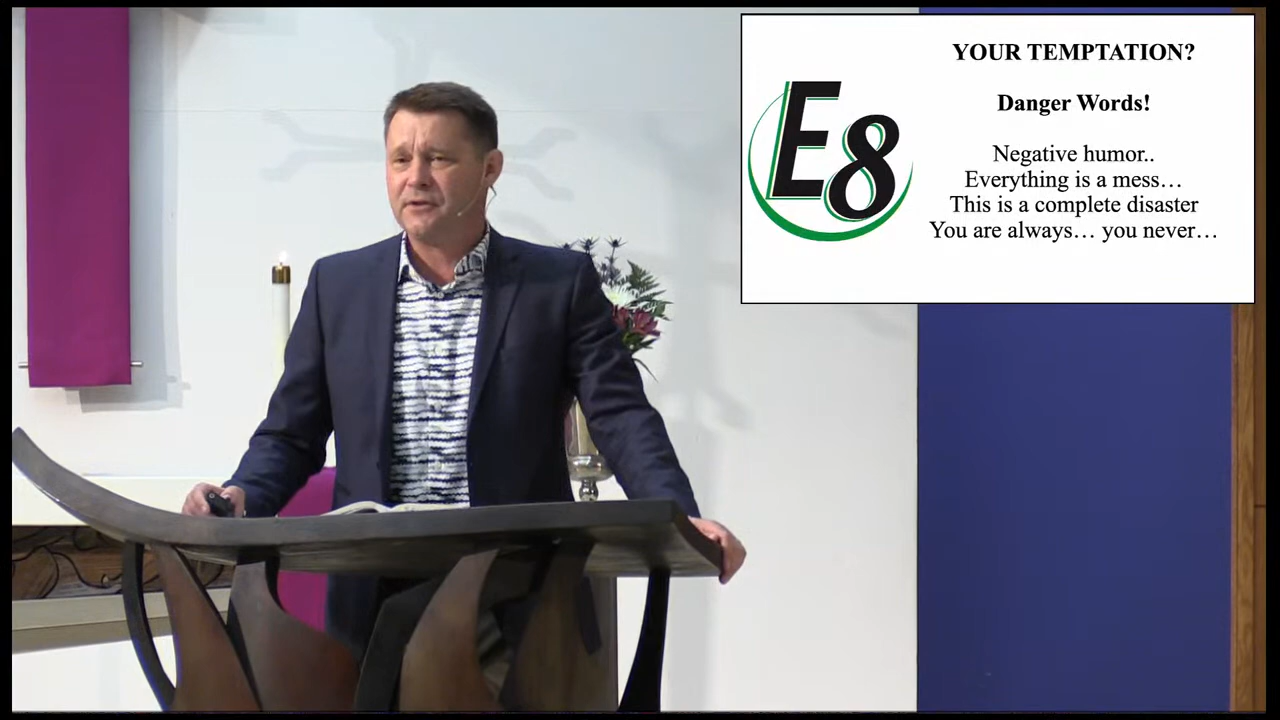 YOUR TEMPTATION?
Danger Words!
E8
Negative humor..
Everything is a mess…
This is a complete disaster
You are always… you never…